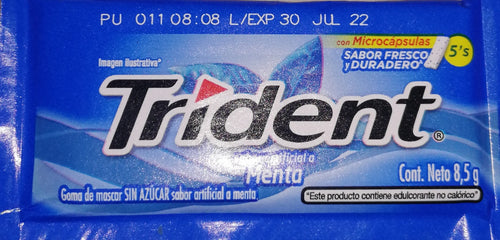 PU 011 08:08 L/EXP 30 JUL 22
con Microcápsulas
5's
SABOR FRESCO
y DURADERO
Imagen ilustrativa*
Trident®
artificial a
Menta
Cont. Neto 8,5 g
Goma de mascar SIN AZÚCAR sabor artificial a menta
"Este producto contiene edulcorante no calórico"